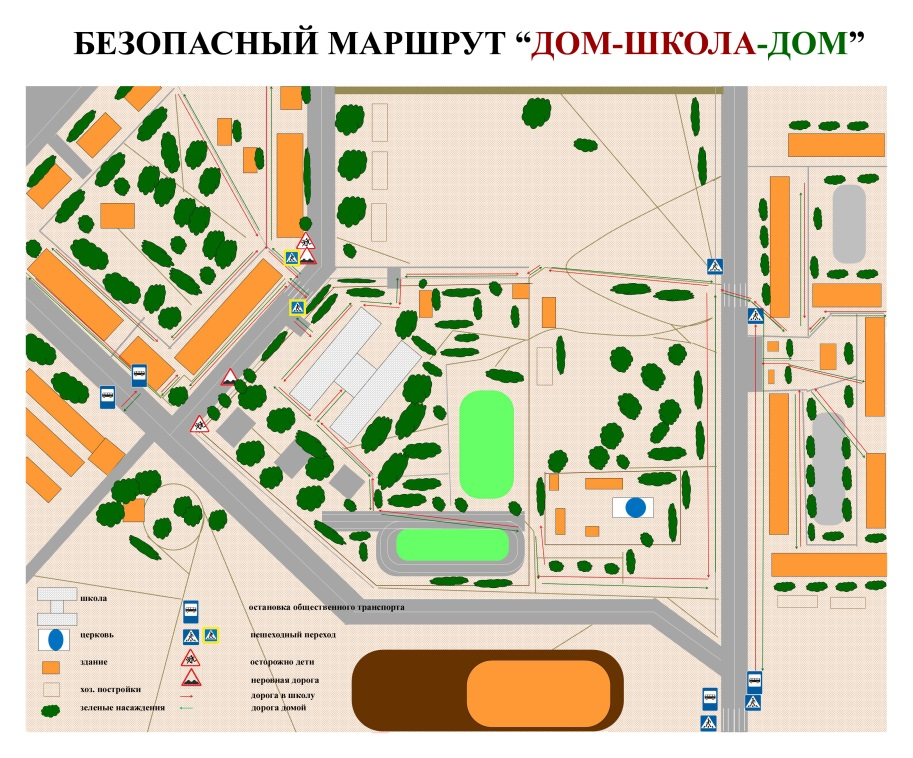 БЕЗОПАСНЫЙ МАРШРУТ “ДОМ-ШКОЛА-ДОМ”
школа
церковь
здание
хоз. постройки
зеленые насаждения
остановка общественного транспорта
пешеходный переход
осторожно дети
неровная дорога
дорога в школу
дорога домой